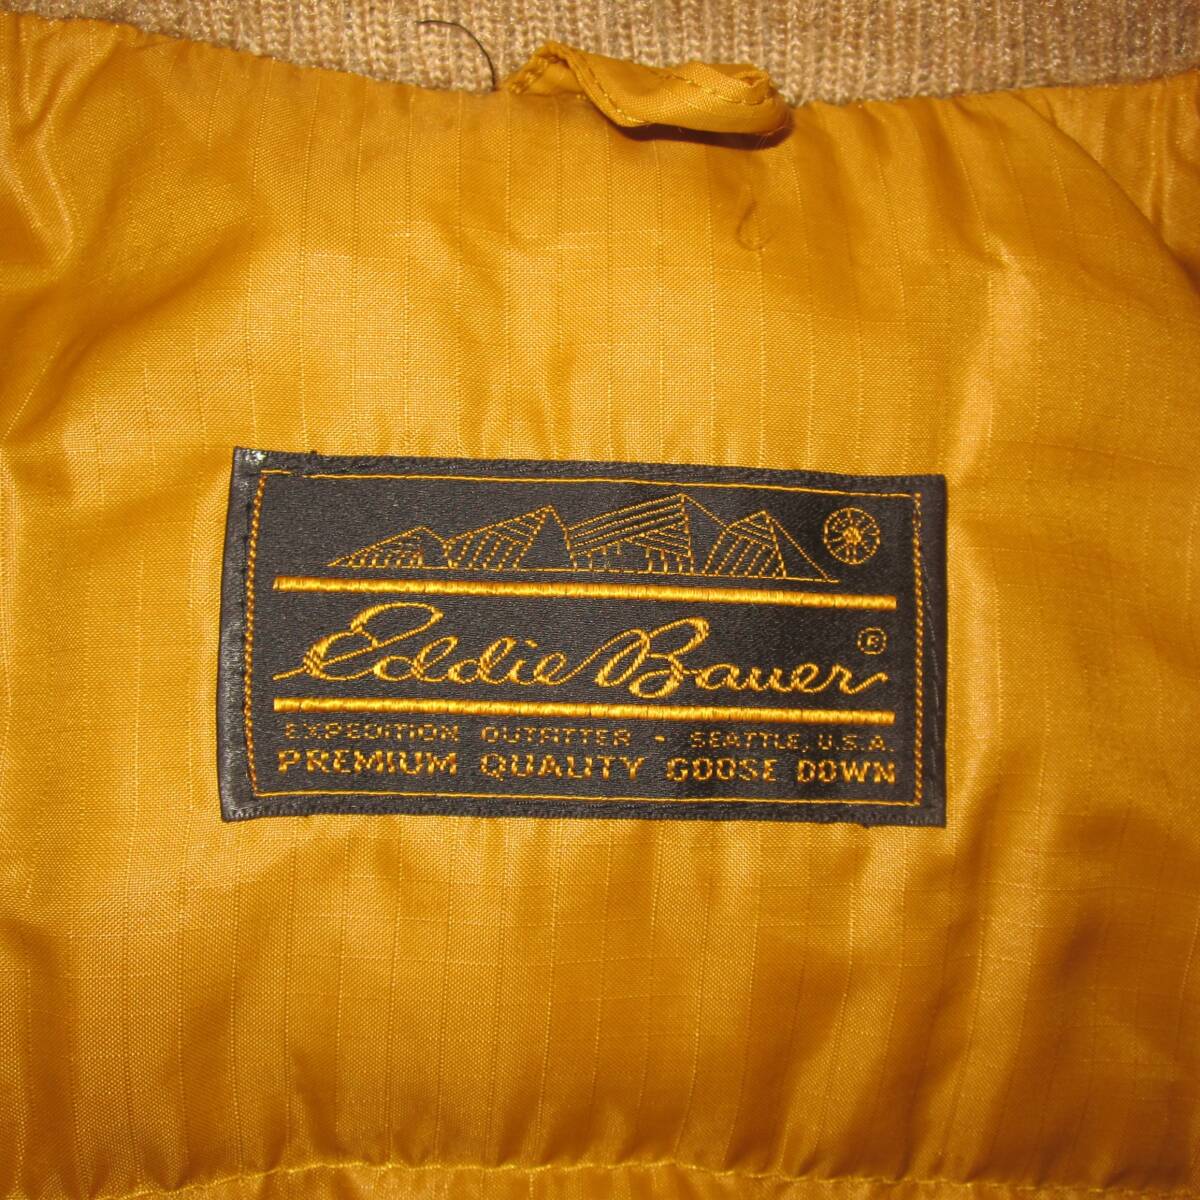 Eddie Bauer ®
EXPEDITION OUTFITTER • SEATTLE, U.S.A.
PREMIUM QUALITY GOOSE DOWN